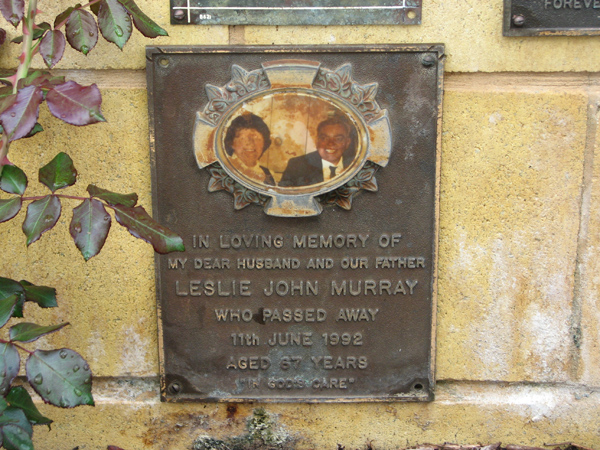 FOREVER
IN LOVING MEMORY OF
MY DEAR HUSBAND AND OUR FATHER
LESLIE JOHN MURRAY
WHO PASSED AWAY
11th JUNE 1992
AGED 67 YEARS
"IN GOD'S CARE"